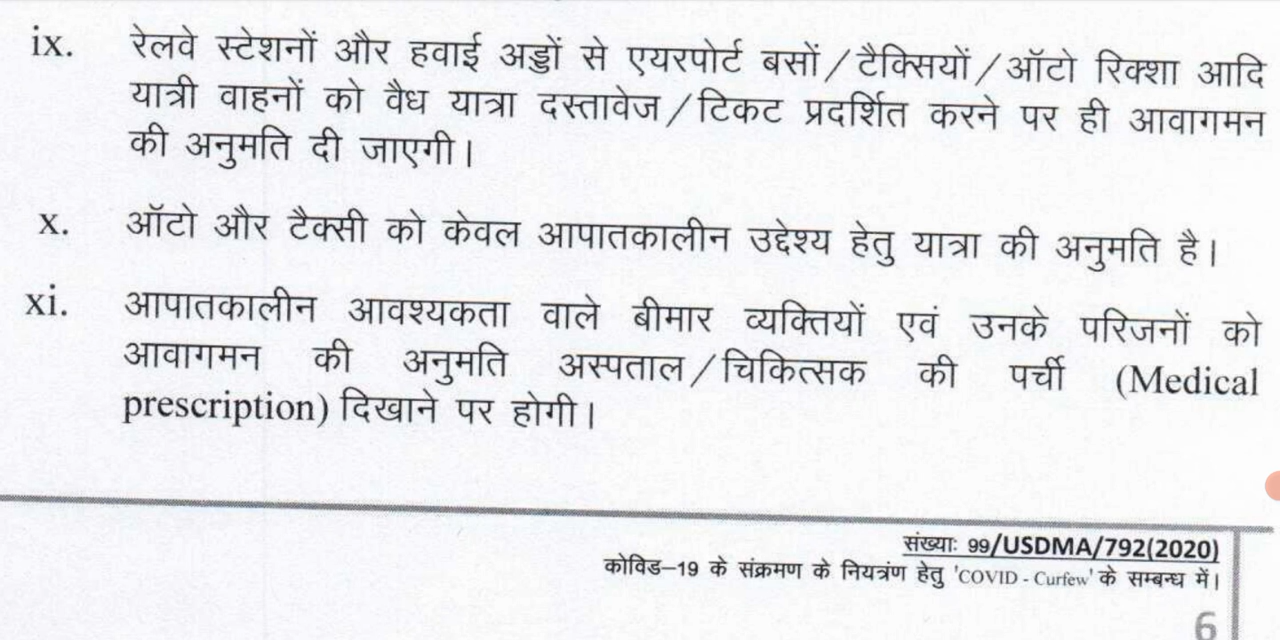 ix. रेलवे स्टेशनों और हवाई अड्डों से एयरपोर्ट बसों/टैक्सियों/ऑटो रिक्शा आदि
यात्री वाहनों को वैध यात्रा दस्तावेज/टिकट प्रदर्शित करने पर ही आवागमन
की अनुमति दी जाएगी।
x. ऑटो और टैक्सी को केवल आपातकालीन उद्देश्य हेतु यात्रा की अनुमति है।
xi. आपातकालीन आवश्यकता वाले बीमार व्यक्तियों एवं उनके परिजनों को
आवागमन की अनुमति अस्पताल/चिकित्सक की पर्ची (Medical
prescription) दिखाने पर होगी।
संख्याः 99/USDMA/792(2020)
कोविड–19 के संक्रमण के नियत्रंण हेतु 'COVID - Curfew' के सम्बन्ध में।
6